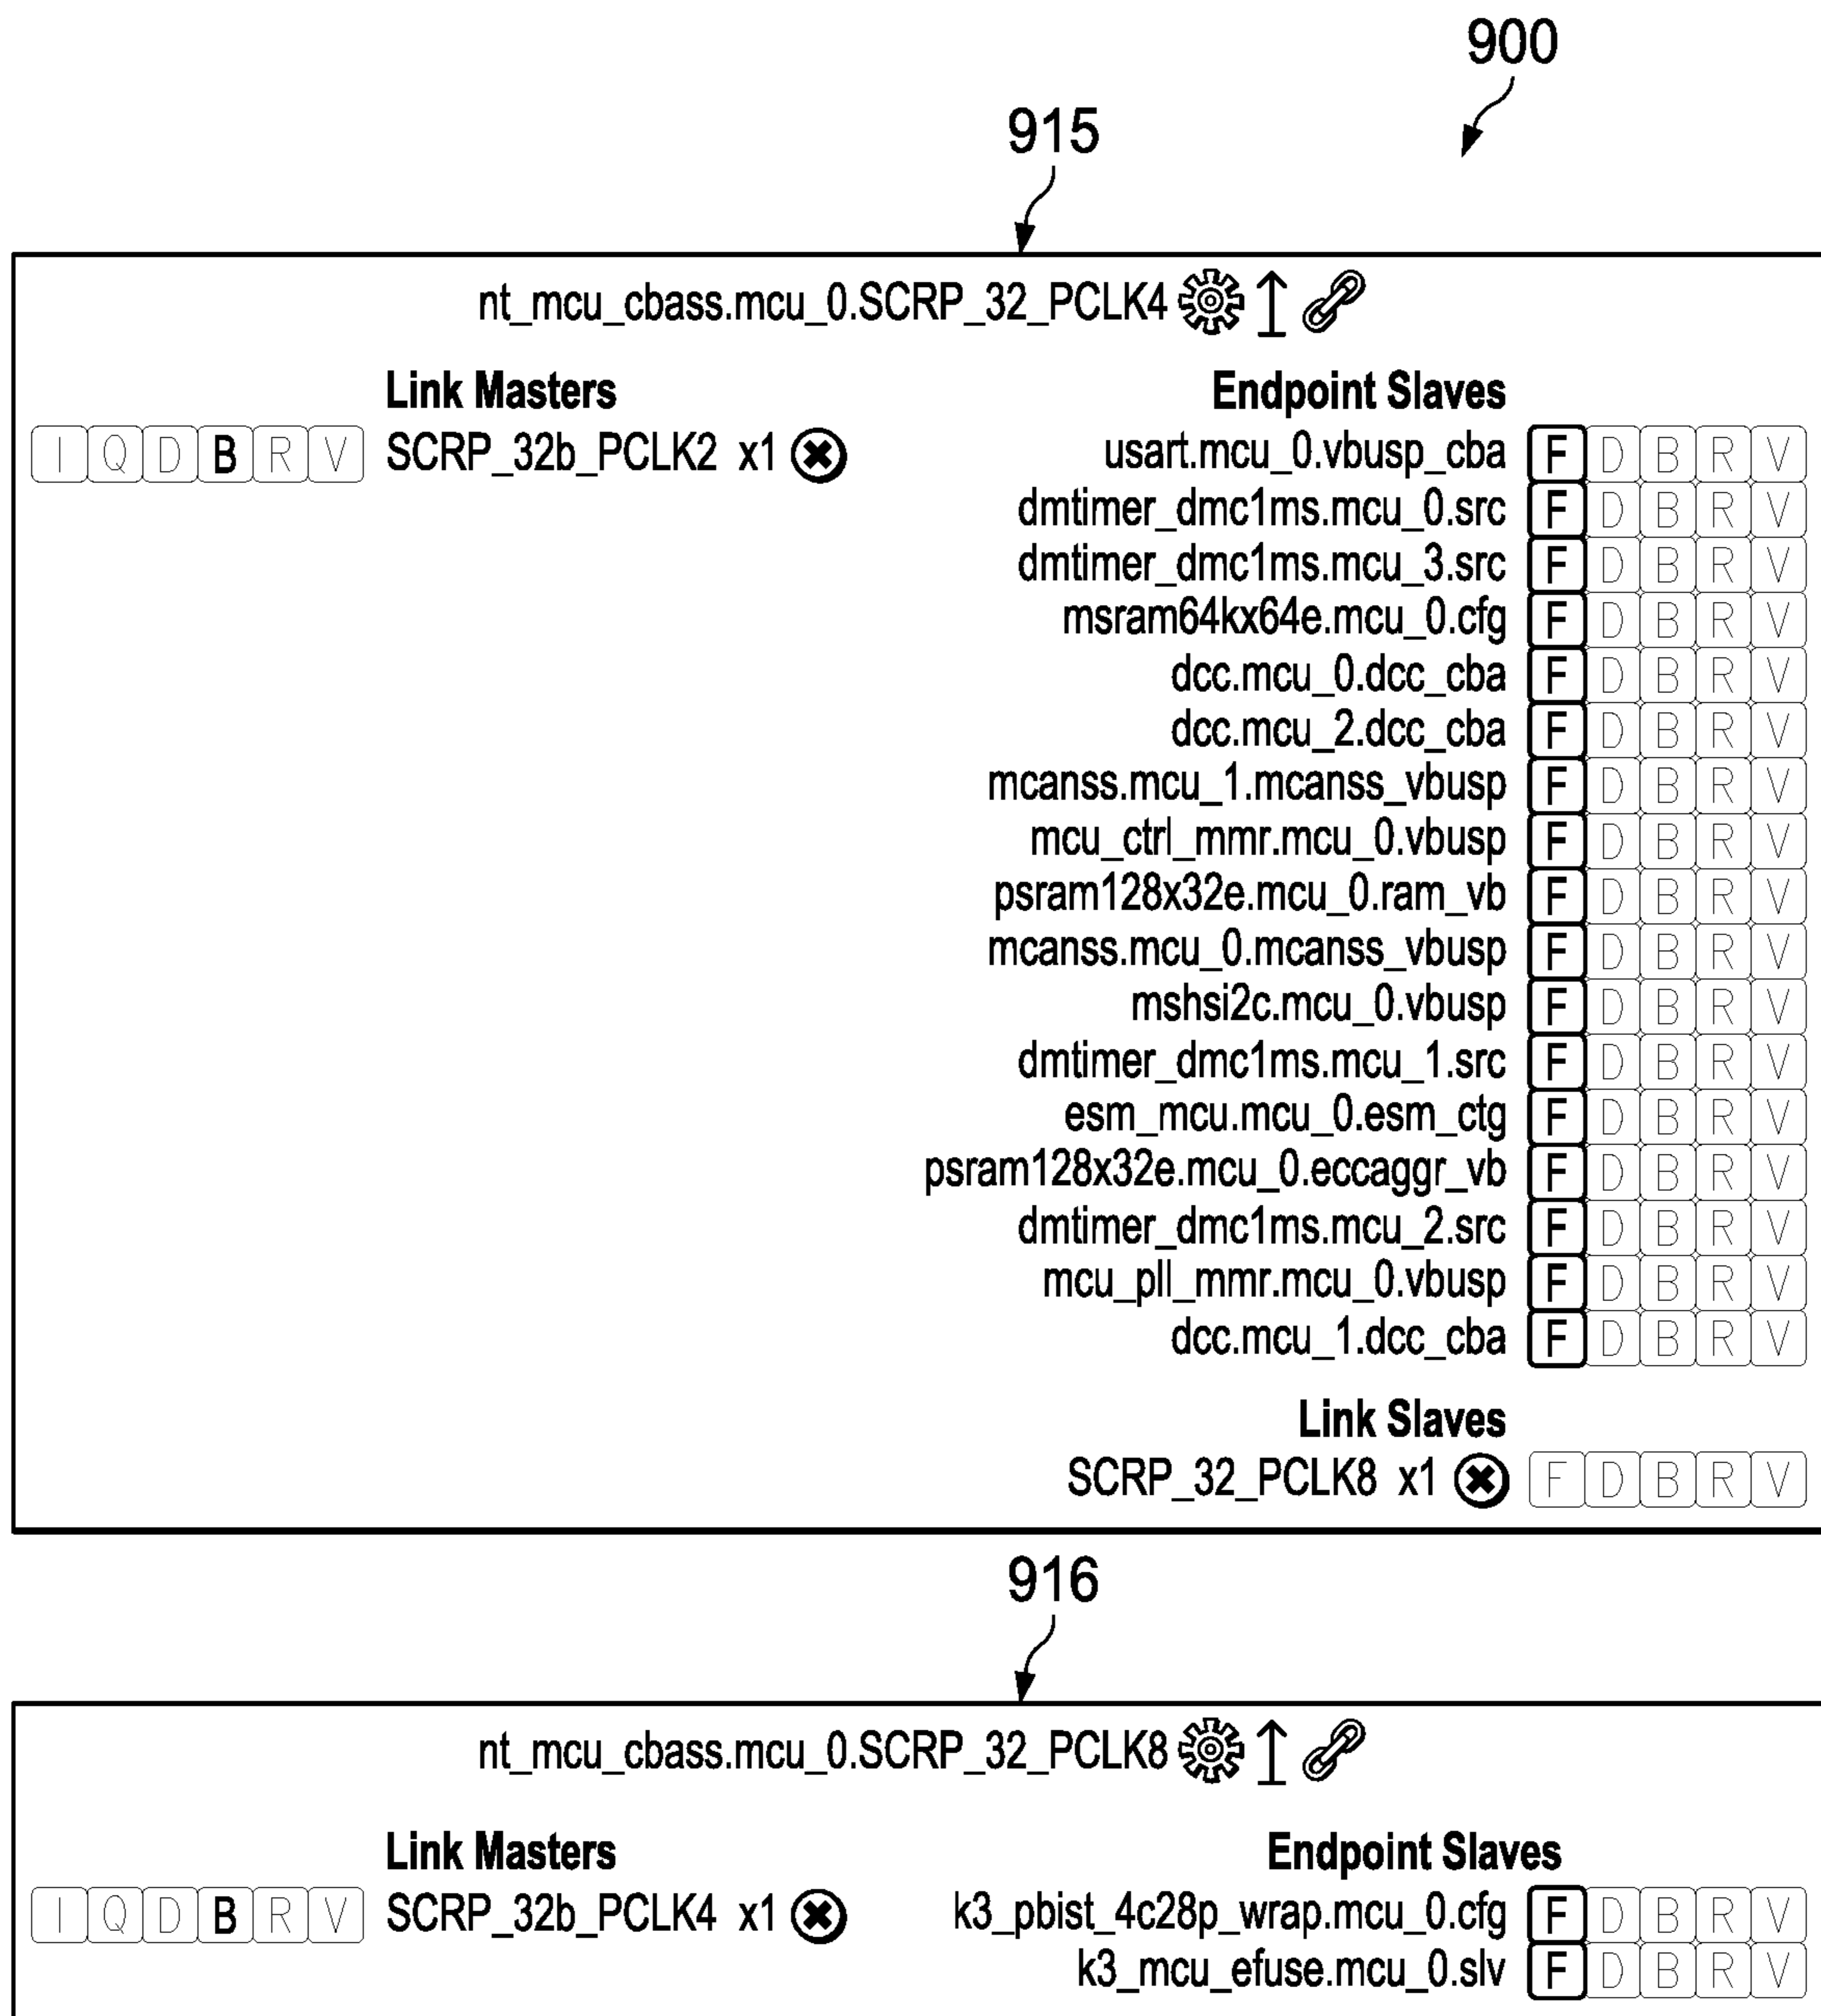 900
915
nt_mcu_cbass.mcu_0.SCRP_32_PCLK4
Link Masters Endpoint Slaves
I Q D B R V SCRP_32b_PCLK2 x1 usart.mcu_0.vbusp_cba F D B R V
dmtimer_dmc1ms.mcu_0.src F D B R V
dmtimer_dmc1ms.mcu_3.src F D B R V
msram64kx64e.mcu_0.cfg F D B R V
dcc.mcu_0.dcc_cba F D B R V
dcc.mcu_2.dcc_cba F D B R V
mcanss.mcu_1.mcanss_vbusp F D B R V
mcu_ctrl_mmr.mcu_0.vbusp F D B R V
psram128x32e.mcu_0.ram_vb F D B R V
mcanss.mcu_0.mcanss_vbusp F D B R V
mshsi2c.mcu_0.vbusp F D B R V
dmtimer_dmc1ms.mcu_1.src F D B R V
esm_mcu.mcu_0.esm_ctg F D B R V
psram128x32e.mcu_0.eccaggr_vb F D B R V
dmtimer_dmc1ms.mcu_2.src F D B R V
mcu_pll_mmr.mcu_0.vbusp F D B R V
dcc.mcu_1.dcc_cba F D B R V
Link Slaves
SCRP_32_PCLK8 x1 F D B R V
916
nt_mcu_cbass.mcu_0.SCRP_32_PCLK8
Link Masters Endpoint Slaves
I Q D B R V SCRP_32b_PCLK4 x1 k3_pbist_4c28p_wrap.mcu_0.cfg F D B R V
k3_mcu_efuse.mcu_0.slv F D B R V